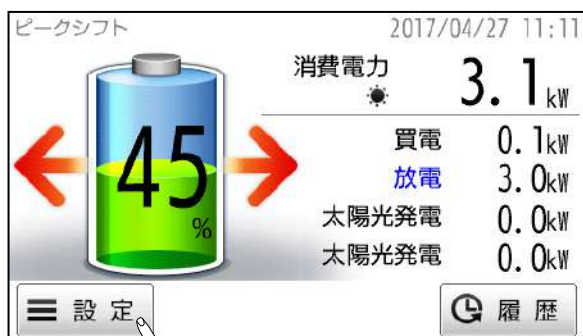 ピークシフト 2017/04/27 11:11
消費電力 3.1kW
45%
買電 0.1kW
放電 3.0kW
太陽光発電 0.0kW
太陽光発電 0.0kW
設定 履歴